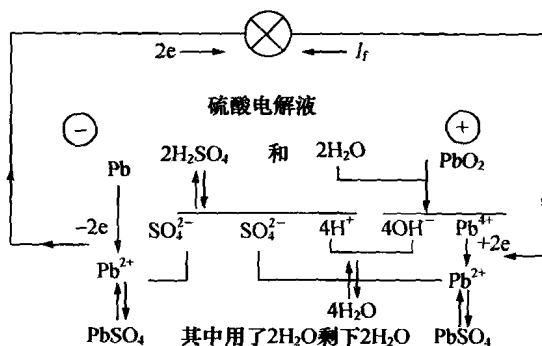 2e I_f
硫酸电解液
− +
2H₂SO₄ 和 2H₂O PbO₂
Pb
SO₄²⁻ SO₄²⁻ 4H⁺ 4OH⁻ Pb⁴⁺
−2e +2e
Pb²⁺ Pb²⁺
4H₂O
PbSO₄ 其中用了2H₂O剩下2H₂O PbSO₄